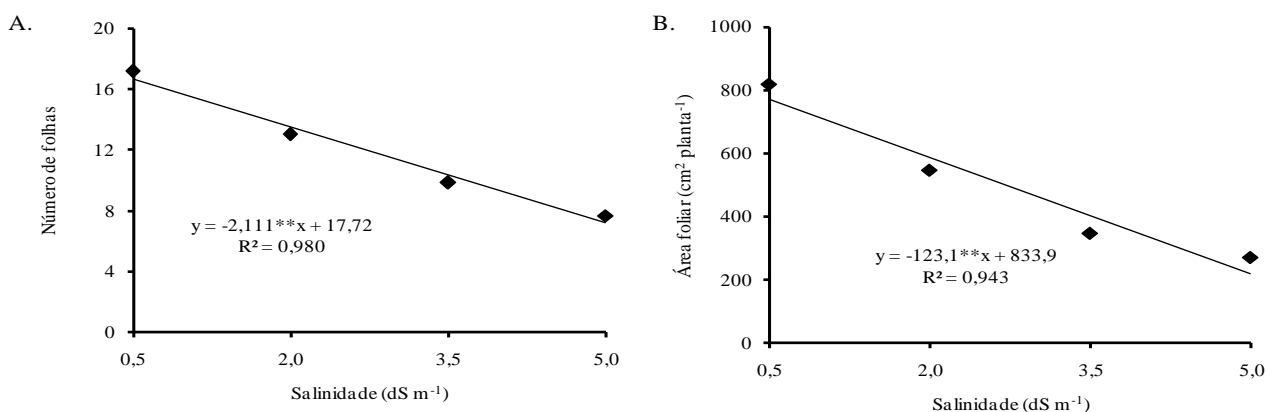 A.
20
16
12
8
4
0
Número de folhas
y = -2,111**x + 17,72
R² = 0,980
0,5 2,0 3,5 5,0
Salinidade (dS m⁻¹)
B.
1000
800
600
400
200
0
Área foliar (cm² planta⁻¹)
y = -123,1**x + 833,9
R² = 0,943
0,5 2,0 3,5 5,0
Salinidade (dS m⁻¹)